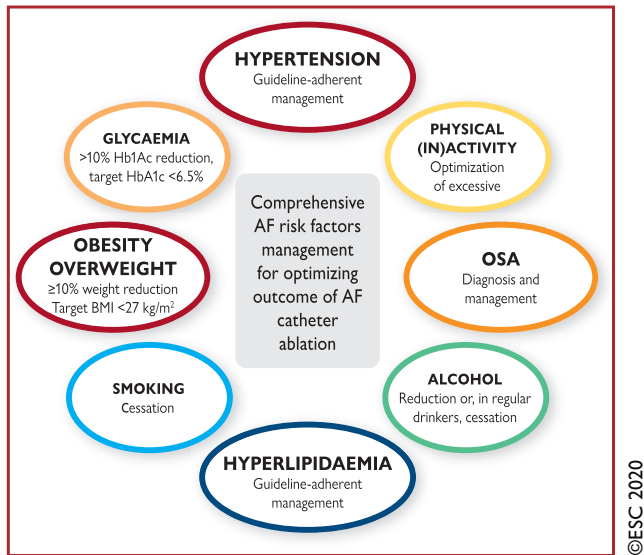 HYPERTENSION
Guideline-adherent
management
GLYCAEMIA
>10% Hb1Ac reduction,
target HbA1c <6.5%
PHYSICAL
(IN)ACTIVITY
Optimization
of excessive
Comprehensive
AF risk factors
management
for optimizing
outcome of AF
catheter
ablation
OBESITY
OVERWEIGHT
≥10% weight reduction
Target BMI <27 kg/m²
OSA
Diagnosis and
management
SMOKING
Cessation
ALCOHOL
Reduction or, in regular
drinkers, cessation
HYPERLIPIDAEMIA
Guideline-adherent
management
©ESC 2020